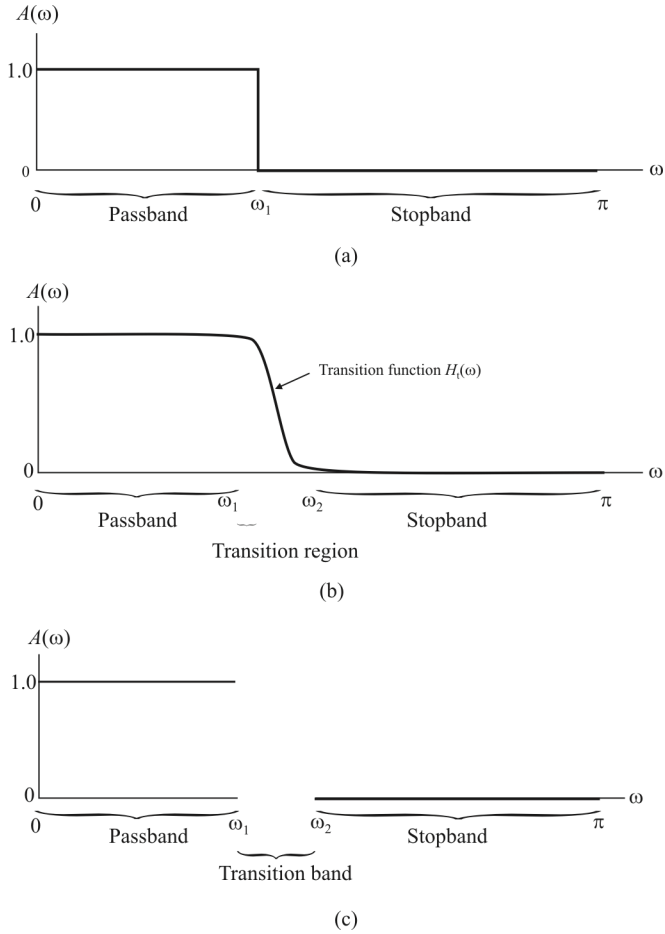 A(ω)
1.0
0
ω
0
ω1
π
Passband
Stopband
(a)
A(ω)
1.0
Transition function Ht(ω)
0
ω
0
ω1
ω2
π
Passband
Stopband
Transition region
(b)
A(ω)
1.0
0
ω
0
ω1
ω2
π
Passband
Stopband
Transition band
(c)